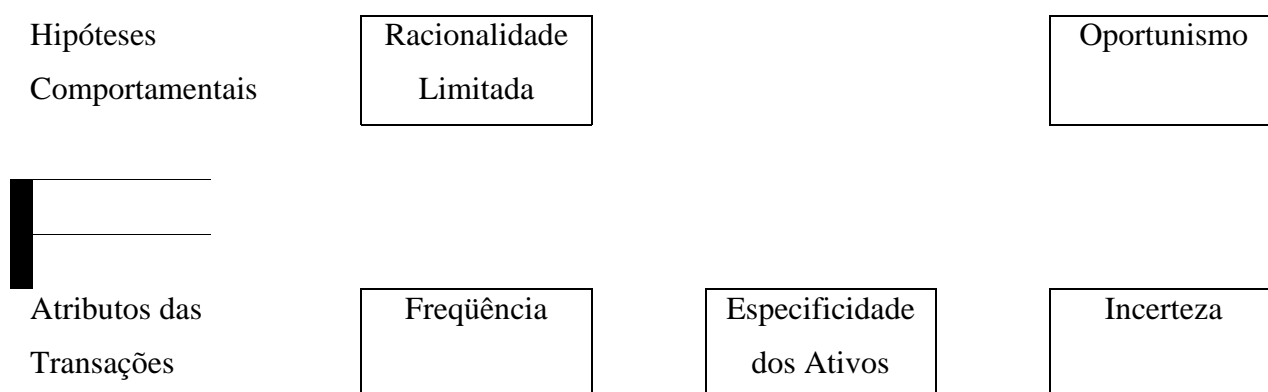 Hipóteses
Comportamentais
Racionalidade
Limitada
Oportunismo
Atributos das
Transações
Freqüência
Especificidade
dos Ativos
Incerteza